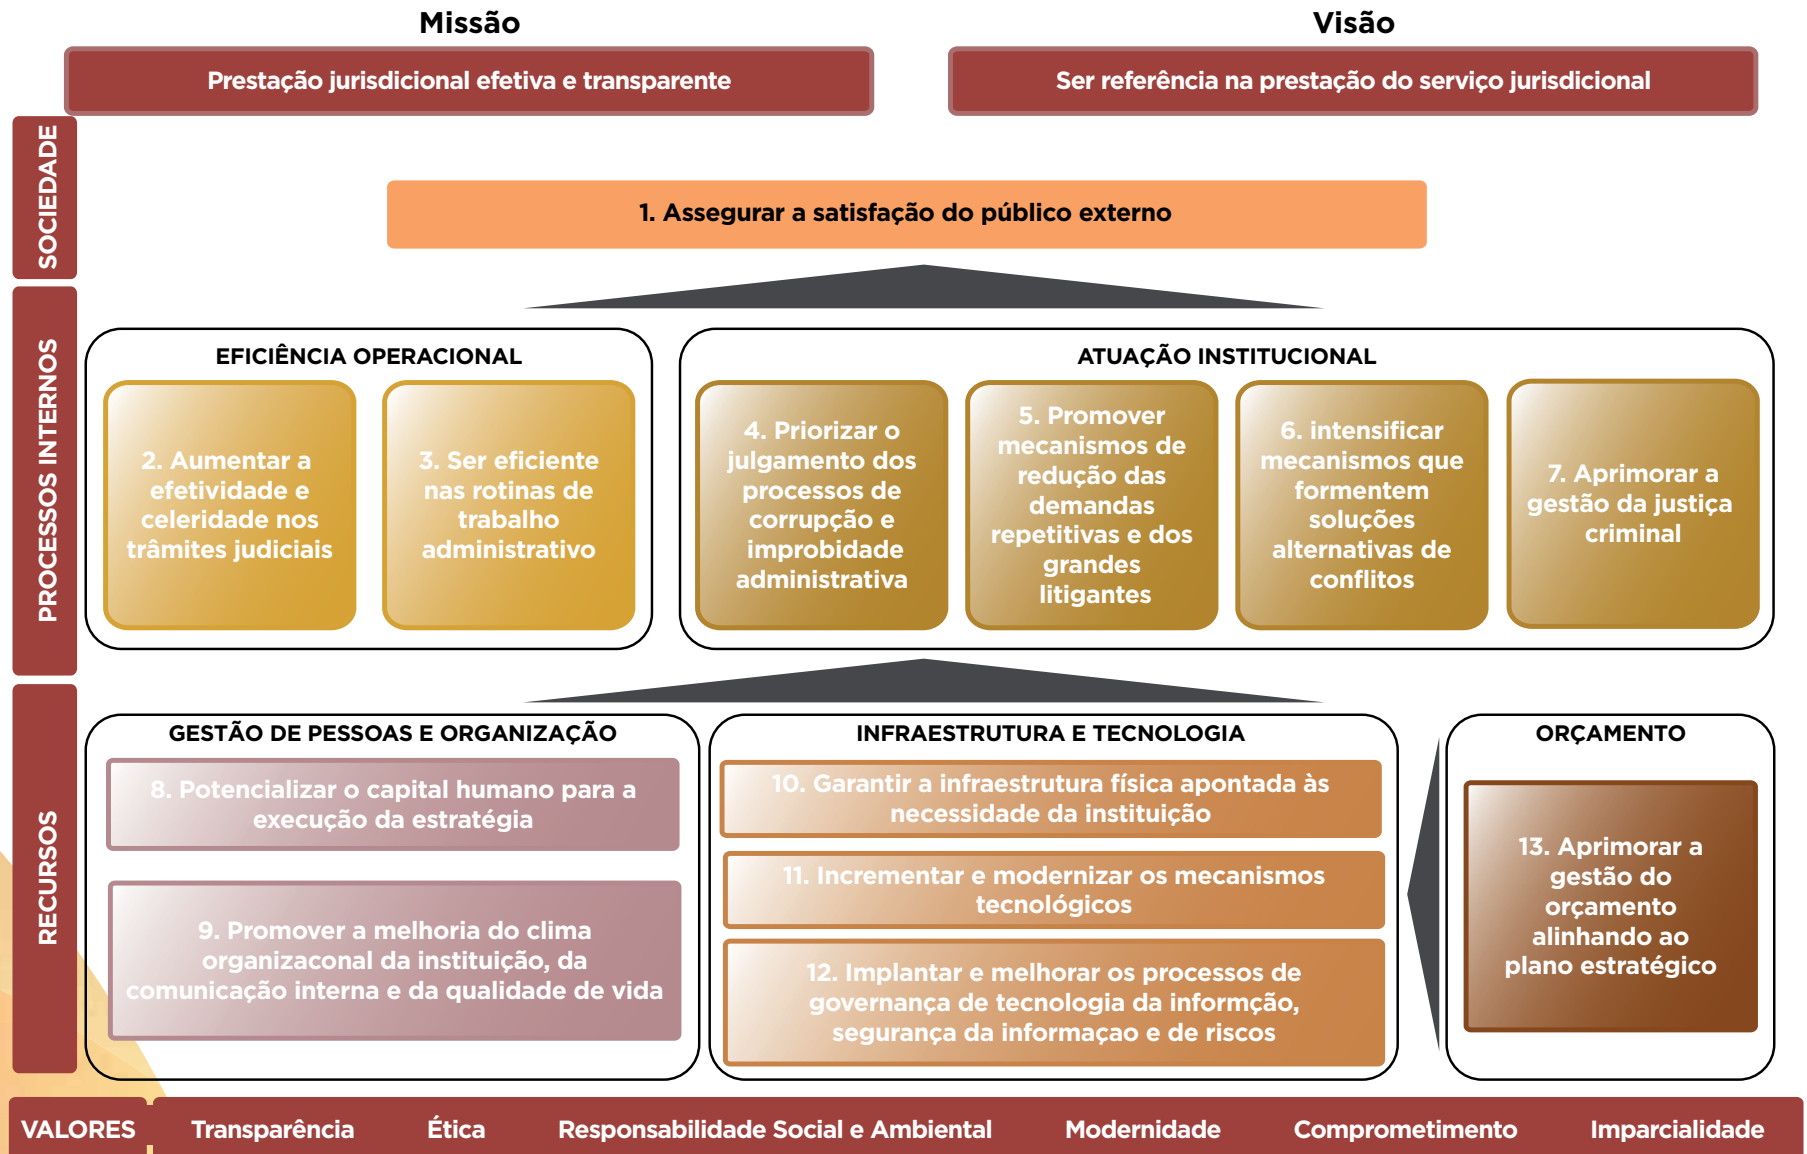 Missão
Prestação jurisdicional efetiva e transparente
Visão
Ser referência na prestação do serviço jurisdicional
SOCIEDADE
1. Assegurar a satisfação do público externo
PROCESSOS INTERNOS
EFICIÊNCIA OPERACIONAL
2. Aumentar a
efetividade e
celeridade nos
trâmites judiciais
3. Ser eficiente
nas rotinas de
trabalho
administrativo
ATUAÇÃO INSTITUCIONAL
4. Priorizar o
julgamento dos
processos de
corrupção e
improbidade
administrativa
5. Promover
mecanismos de
redução das
demandas
repetitivas e dos
grandes
litigantes
6. intensificar
mecanismos que
formentem
soluções
alternativas de
conflitos
7. Aprimorar a
gestão da justiça
criminal
RECURSOS
GESTÃO DE PESSOAS E ORGANIZAÇÃO
8. Potencializar o capital humano para a
execução da estratégia
9. Promover a melhoria do clima
organizaconal da instituição, da
comunicação interna e da qualidade de vida
INFRAESTRUTURA E TECNOLOGIA
10. Garantir a infraestrutura física apontada às
necessidade da instituição
11. Incrementar e modernizar os mecanismos
tecnológicos
12. Implantar e melhorar os processos de
governança de tecnologia da informção,
segurança da informaçao e de riscos
ORÇAMENTO
13. Aprimorar a
gestão do
orçamento
alinhando ao
plano estratégico
VALORES
Transparência
Ética
Responsabilidade Social e Ambiental
Modernidade
Comprometimento
Imparcialidade